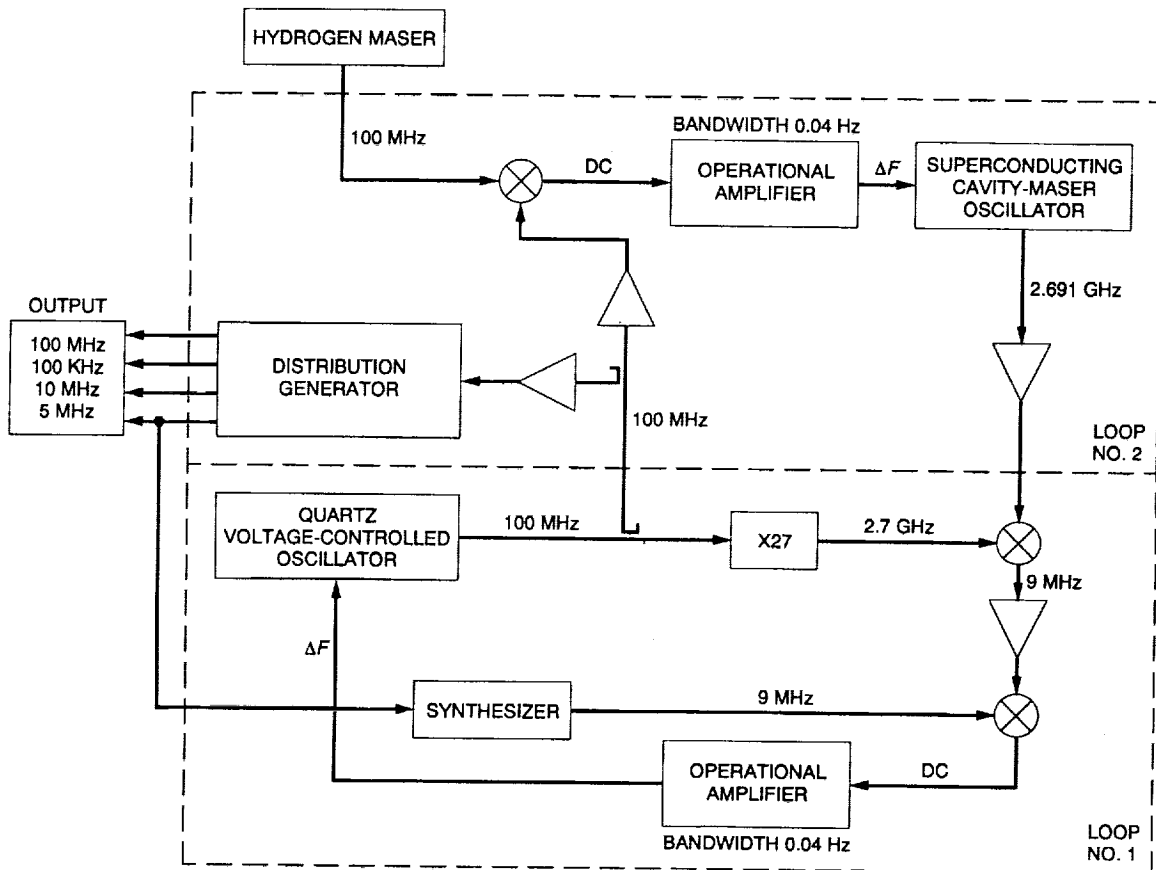 HYDROGEN MASER
100 MHz
DC
BANDWIDTH 0.04 Hz
OPERATIONAL
AMPLIFIER
ΔF
SUPERCONDUCTING
CAVITY-MASER
OSCILLATOR
2.691 GHz
OUTPUT
100 MHz
100 KHz
10 MHz
5 MHz
DISTRIBUTION
GENERATOR
100 MHz
LOOP
NO. 2
QUARTZ
VOLTAGE-CONTROLLED
OSCILLATOR
100 MHz
X27
2.7 GHz
9 MHz
ΔF
SYNTHESIZER
9 MHz
OPERATIONAL
AMPLIFIER
DC
BANDWIDTH 0.04 Hz
LOOP
NO. 1